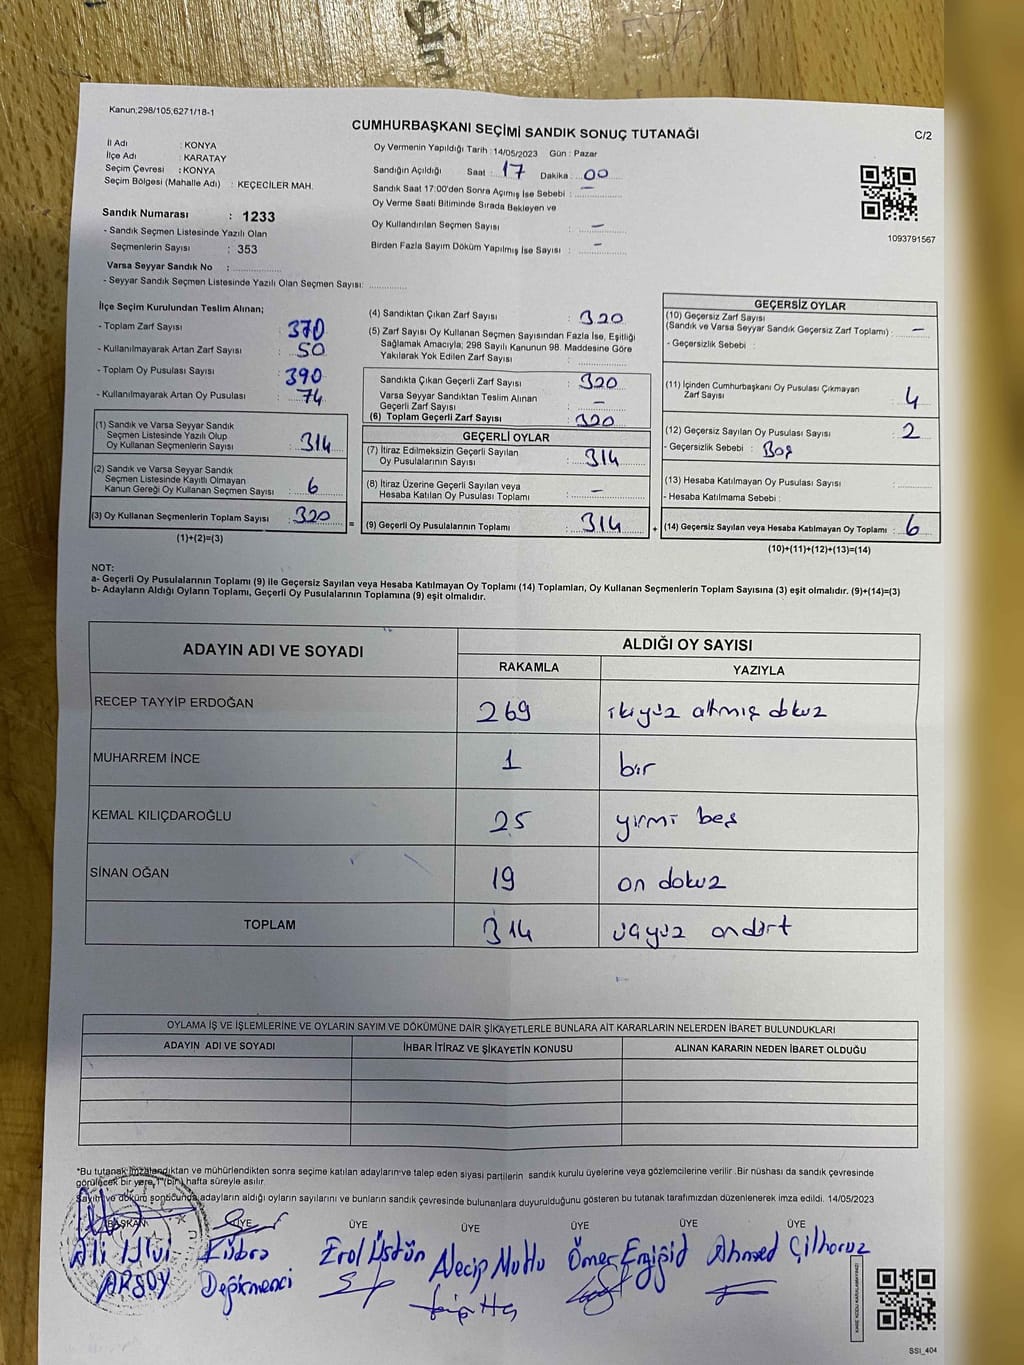 Kanun;298/105;6271/18-1
CUMHURBAŞKANI SEÇİMİ SANDIK SONUÇ TUTANAĞI
C/2
İl Adı : KONYA
İlçe Adı : KARATAY
Seçim Çevresi : KONYA
Seçim Bölgesi (Mahalle Adı) : KEÇECİLER MAH.
Sandık Numarası : 1233
- Sandık Seçmen Listesinde Yazılı Olan
Seçmenlerin Sayısı : 353
Varsa Seyyar Sandık No : ..............
- Seyyar Sandık Seçmen Listesinde Yazılı Olan Seçmen Sayısı: ............
Oy Vermenin Yapıldığı Tarih : 14/05/2023 Gün : Pazar
Sandığın Açıldığı Saat : 17 Dakika : 00
Sandık Saat 17:00'den Sonra Açımış İse Sebebi : –
Oy Verme Saati Bitiminde Sırada Bekleyen ve
Oy Kullandırılan Seçmen Sayısı : –
Birden Fazla Sayım Döküm Yapılmış İse Sayısı : –
1093791567
İlçe Seçim Kurulundan Teslim Alınan;
- Toplam Zarf Sayısı : 370
- Kullanılmayarak Artan Zarf Sayısı : 50
- Toplam Oy Pusulası Sayısı : 390
- Kullanılmayarak Artan Oy Pusulası : 74
(1) Sandık ve Varsa Seyyar Sandık
Seçmen Listesinde Yazılı Olup
Oy Kullanan Seçmenlerin Sayısı : 314
(2) Sandık ve Varsa Seyyar Sandık
Seçmen Listesinde Kayıtlı Olmayan
Kanun Gereği Oy Kullanan Seçmen Sayısı : 6
(3) Oy Kullanan Seçmenlerin Toplam Sayısı : 320
(1)+(2)=(3)
(4) Sandıktan Çıkan Zarf Sayısı : 320
(5) Zarf Sayısı Oy Kullanan Seçmen Sayısından Fazla İse, Eşitliği
Sağlamak Amacıyla; 298 Sayılı Kanunun 98. Maddesine Göre
Yakılarak Yok Edilen Zarf Sayısı :
Sandıkta Çıkan Geçerli Zarf Sayısı : 320
Varsa Seyyar Sandıktan Teslim Alınan
Geçerli Zarf Sayısı : –
(6) Toplam Geçerli Zarf Sayısı : 320
GEÇERLİ OYLAR
(7) İtiraz Edilmeksizin Geçerli Sayılan
Oy Pusulalarının Sayısı : 314
(8) İtiraz Üzerine Geçerli Sayılan veya
Hesaba Katılan Oy Pusulası Toplamı : –
= (9) Geçerli Oy Pusulalarının Toplamı : 314 +
GEÇERSİZ OYLAR
(10) Geçersiz Zarf Sayısı
(Sandık ve Varsa Seyyar Sandık Geçersiz Zarf Toplamı) : –
- Geçersizlik Sebebi :
(11) İçinden Cumhurbaşkanı Oy Pusulası Çıkmayan
Zarf Sayısı : 4
(12) Geçersiz Sayılan Oy Pusulası Sayısı : 2
- Geçersizlik Sebebi : Boş
(13) Hesaba Katılmayan Oy Pusulası Sayısı :
- Hesaba Katılmama Sebebi :
(14) Geçersiz Sayılan veya Hesaba Katılmayan Oy Toplamı : 6
(10)+(11)+(12)+(13)=(14)
NOT:
a- Geçerli Oy Pusulalarının Toplamı (9) ile Geçersiz Sayılan veya Hesaba Katılmayan Oy Toplamı (14) Toplamları, Oy Kullanan Seçmenlerin Toplam Sayısına (3) eşit olmalıdır. (9)+(14)=(3)
b- Adayların Aldığı Oyların Toplamı, Geçerli Oy Pusulalarının Toplamına (9) eşit olmalıdır.
ADAYIN ADI VE SOYADI ALDIĞI OY SAYISI
RAKAMLA YAZIYLA
RECEP TAYYİP ERDOĞAN 269 ikiyüz altmış dokuz
MUHARREM İNCE 1 bir
KEMAL KILIÇDAROĞLU 25 yirmi beş
SİNAN OĞAN 19 on dokuz
TOPLAM 314 üçyüz ondört
OYLAMA İŞ VE İŞLEMLERİNE VE OYLARIN SAYIM VE DÖKÜMÜNE DAİR ŞİKAYETLERLE BUNLARA AİT KARARLARIN NELERDEN İBARET BULUNDUKLARI
ADAYIN ADI VE SOYADI İHBAR İTİRAZ VE ŞİKAYETİN KONUSU ALINAN KARARIN NEDEN İBARET OLDUĞU
*Bu tutanak imzalandıktan ve mühürlendikten sonra seçime katılan adayların ve talep eden siyasi partilerin sandık kurulu üyelerine veya gözlemcilerine verilir .Bir nüshası da sandık çevresinde
görülecek bir yere, 1 (bir) hafta süreyle asılır.
Sayım ve döküm sonucunda adayların aldığı oyların sayılarını ve bunların sandık çevresinde bulunanlara duyurulduğunu gösteren bu tutanak tarafımızdan düzenlenerek imza edildi. 14/05/2023
BAŞKAN ÜYE ÜYE ÜYE ÜYE ÜYE ÜYE
Ali Kübra Erol Üstün Necip Mutlu Ömer Ahmed Çilhoroz
Değirmenci
KARE KODU KARALAMAYINIZ!
SSI_404